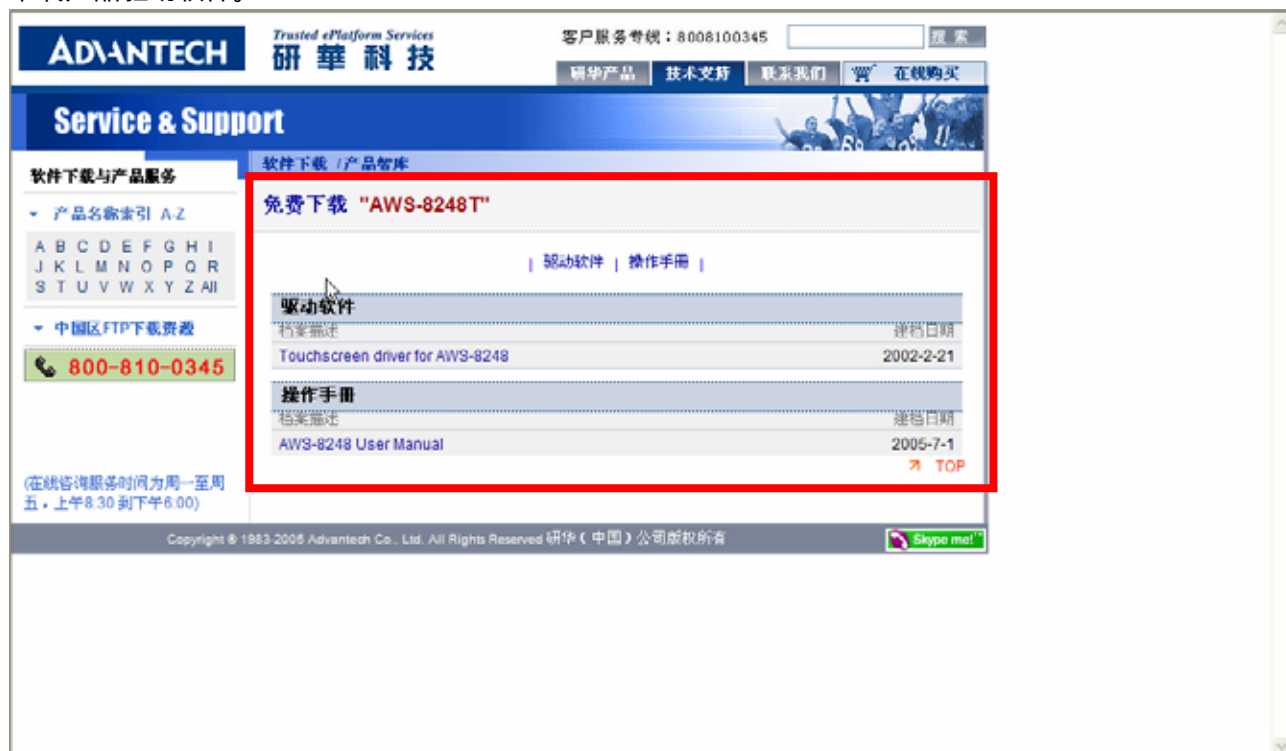 ADVANTECH
Trusted ePlatform Services
研華科技
客户服务专线：8008100345
搜 索
研华产品 技术支持 联系我们 在线购买
Service & Support
软件下载与产品服务
产品名称索引 A-Z
A B C D E F G H I
J K L M N O P Q R
S T U V W X Y Z All
中国区FTP下载资源
800-810-0345
(在线咨询服务时间为周一至周
五，上午8:30 到下午6:00)
软件下载 /产品智库
免费下载 "AWS-8248T"
| 驱动软件 | 操作手册 |
驱动软件
档案描述 建档日期
Touchscreen driver for AWS-8248 2002-2-21
操作手册
档案描述 建档日期
AWS-8248 User Manual 2005-7-1
TOP
Copyright © 1983-2006 Advantech Co., Ltd. All Rights Reserved 研华(中国)公司版权所有
Skype me!™